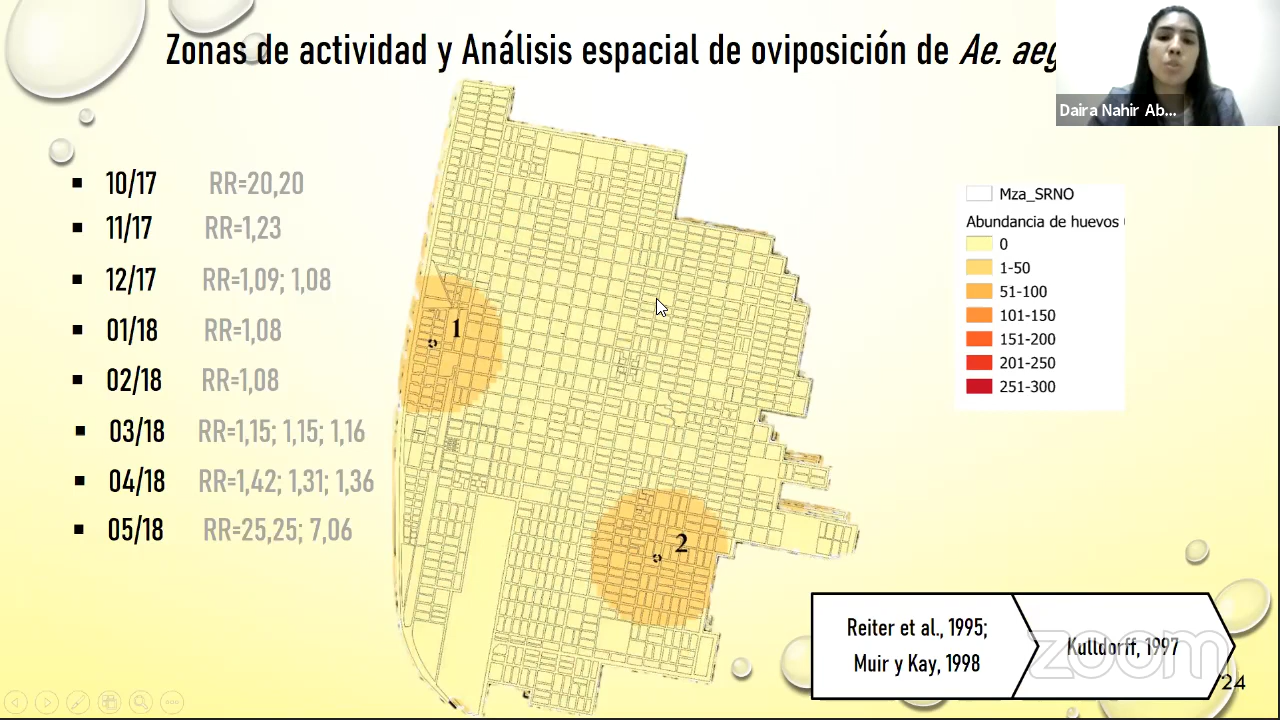 Zonas de actividad y Análisis espacial de oviposición de Ae. aeg
Daira Nahir Ab...
10/17 RR=20,20
11/17 RR=1,23
12/17 RR=1,09; 1,08
01/18 RR=1,08
02/18 RR=1,08
03/18 RR=1,15; 1,15; 1,16
04/18 RR=1,42; 1,31; 1,36
05/18 RR=25,25; 7,06
1
2
Mza_SRNO
Abundancia de huevos
0
1-50
51-100
101-150
151-200
201-250
251-300
Reiter et al., 1995;
Muir y Kay, 1998
Kulldorff, 1997
zoom
24